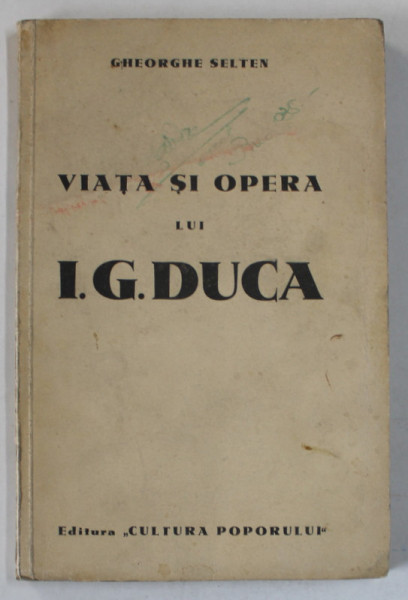 GHEORGHE SELTEN
VIAȚA ȘI OPERA
LUI
I.G.DUCA
Editura „CULTURA POPORULUI"